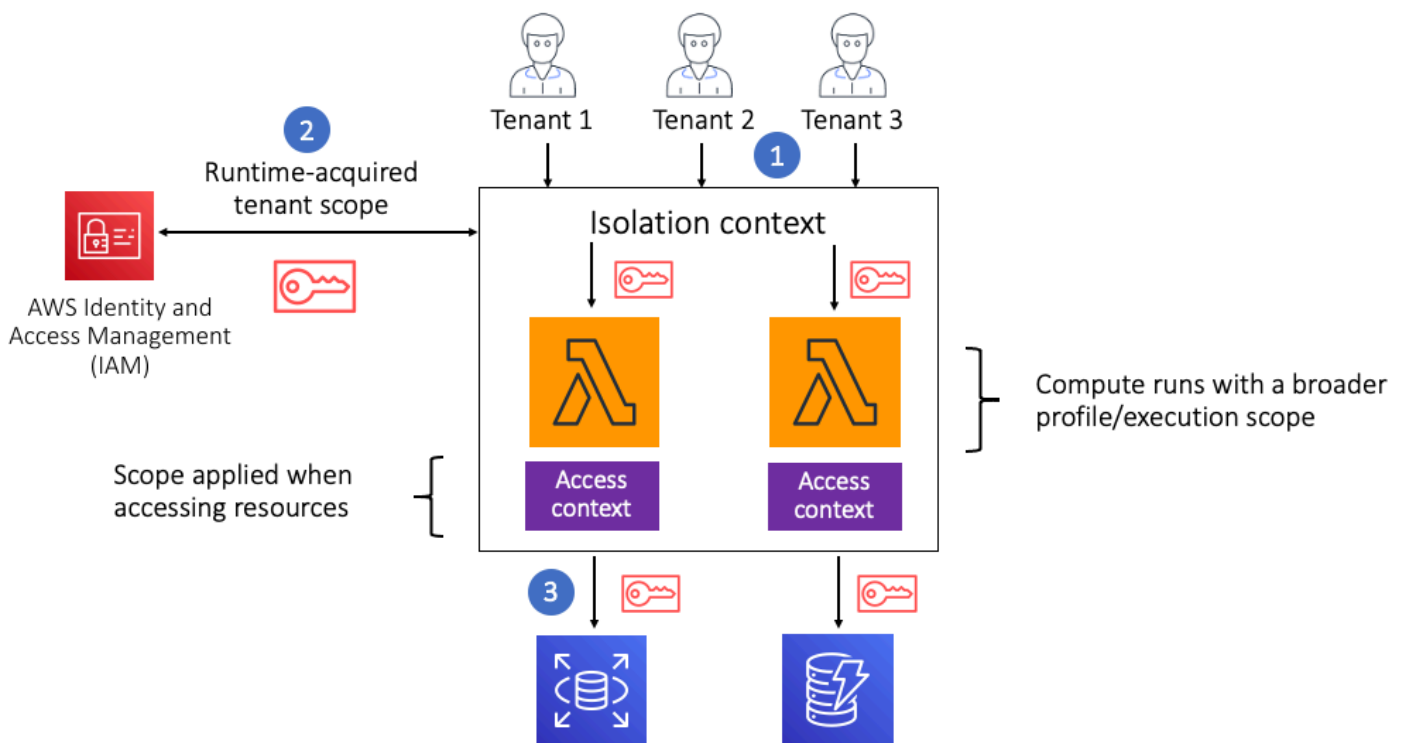 Tenant 1
Tenant 2
Tenant 3
1
2
Runtime-acquired
tenant scope
AWS Identity and
Access Management
(IAM)
Isolation context
Compute runs with a broader
profile/execution scope
Scope applied when
accessing resources
Access
context
Access
context
3